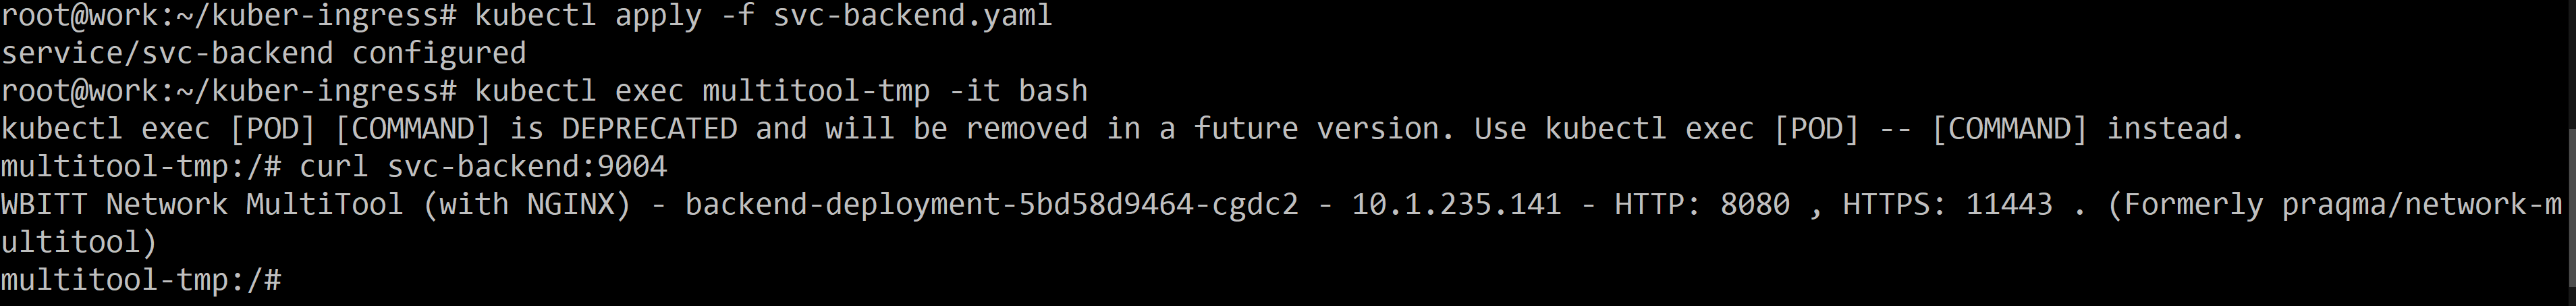 root@work:~/kuber-ingress# kubectl apply -f svc-backend.yaml
service/svc-backend configured
root@work:~/kuber-ingress# kubectl exec multitool-tmp -it bash
kubectl exec [POD] [COMMAND] is DEPRECATED and will be removed in a future version. Use kubectl exec [POD] -- [COMMAND] instead.
multitool-tmp:/# curl svc-backend:9004
WBITT Network MultiTool (with NGINX) - backend-deployment-5bd58d9464-cgdc2 - 10.1.235.141 - HTTP: 8080 , HTTPS: 11443 . (Formerly praqma/network-m
ultitool)
multitool-tmp:/#